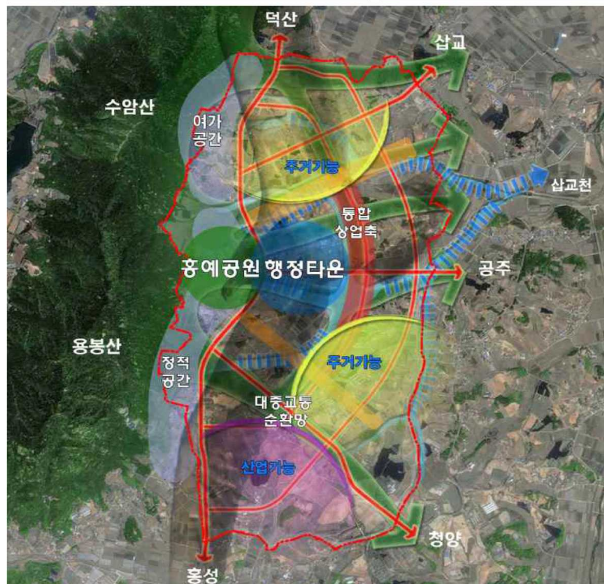 덕산
삽교
수암산
여가
공간
주거기능
삽교천
통합
상업축
홍예공원
행정타운
공주
용봉산
정적
공간
주거기능
대중교통
순환망
산업기능
청양
홍성